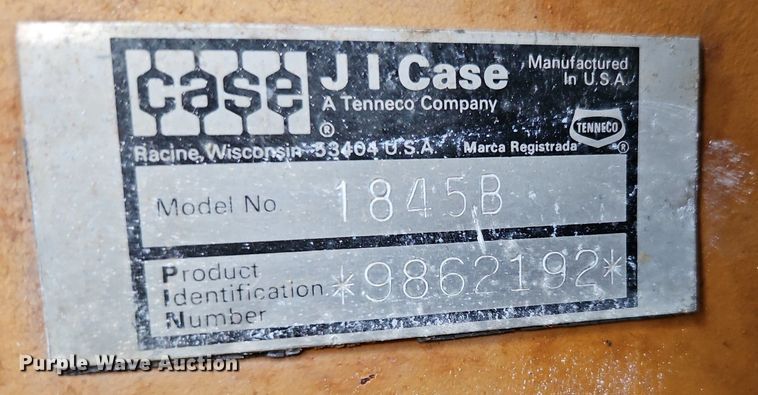 case
J I Case
A Tenneco Company
Manufactured
In U.S.A.
®
TENNECO
Racine, Wisconsin 53404 U.S.A.
Marca Registrada ®
Model No. 1845B
Product
Identification
Number
*9862192*
Purple Wave Auction